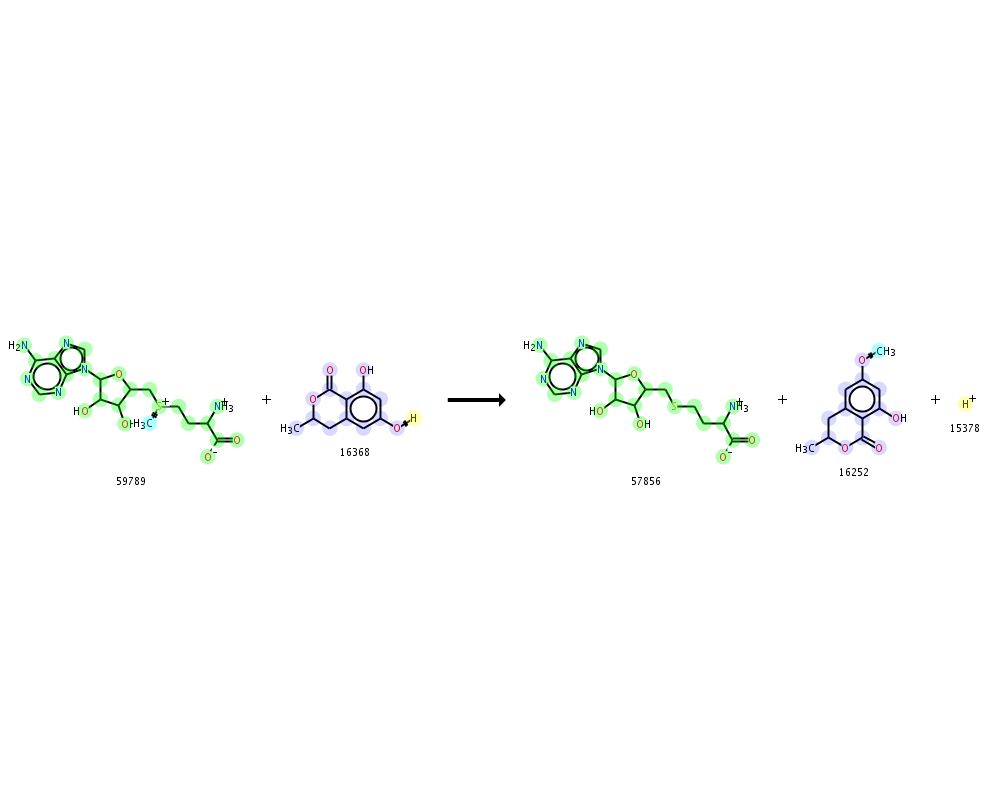 H2N N N N N N O HO OH H3C S+ NH3+ O O- 59789
+
O OH O H3C O H 16368
H2N N N N N N O HO OH S NH3+ O O- 57856
+
O CH3 OH H3C O O 16252
+
H+ 15378